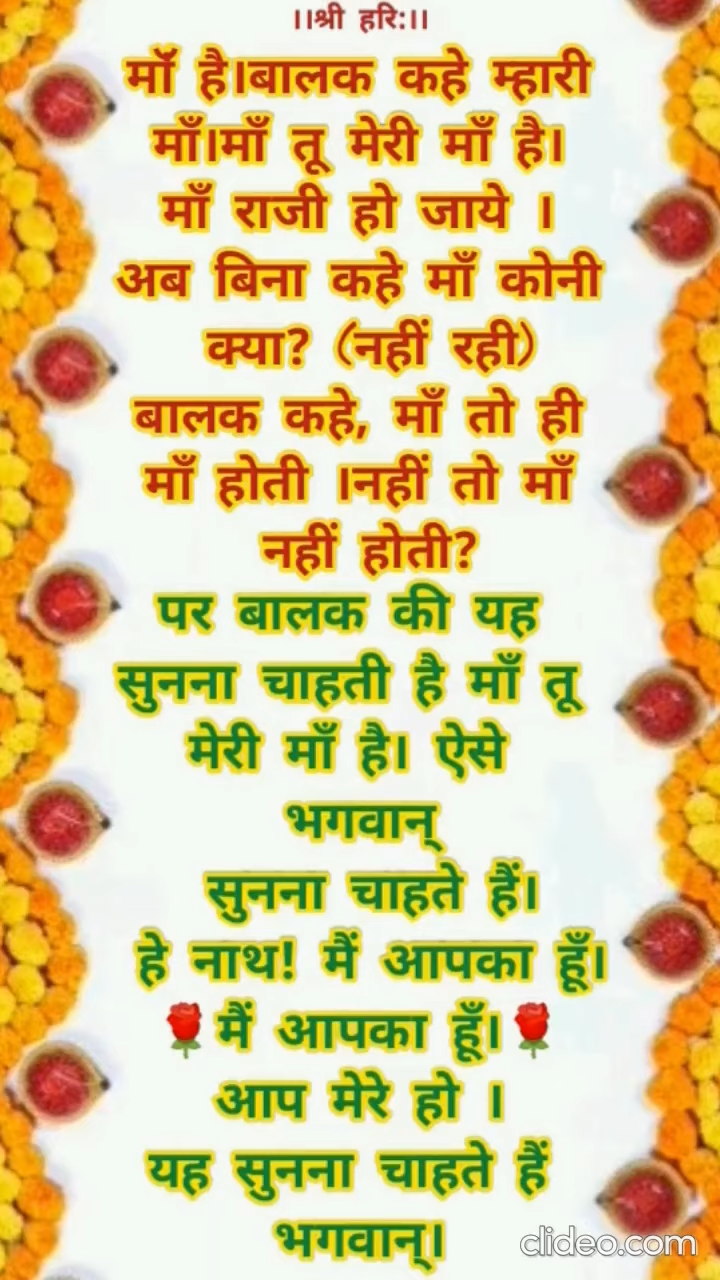 ।।श्री हरि:।।
मॉं है।बालक कहे म्हारी
माँ।माँ तू मेरी माँ है।
माँ राजी हो जाये ।
अब बिना कहे माँ कोनी
क्या? (नहीं रही)
बालक कहे, माँ तो ही
माँ होती ।नहीं तो माँ
नहीं होती?
पर बालक की यह
सुनना चाहती है माँ तू
मेरी माँ है। ऐसे
भगवान्
सुनना चाहते हैं।
हे नाथ! मैं आपका हूँ।
🌹मैं आपका हूँ।🌹
आप मेरे हो ।
यह सुनना चाहते हैं
भगवान्।
clideo.com